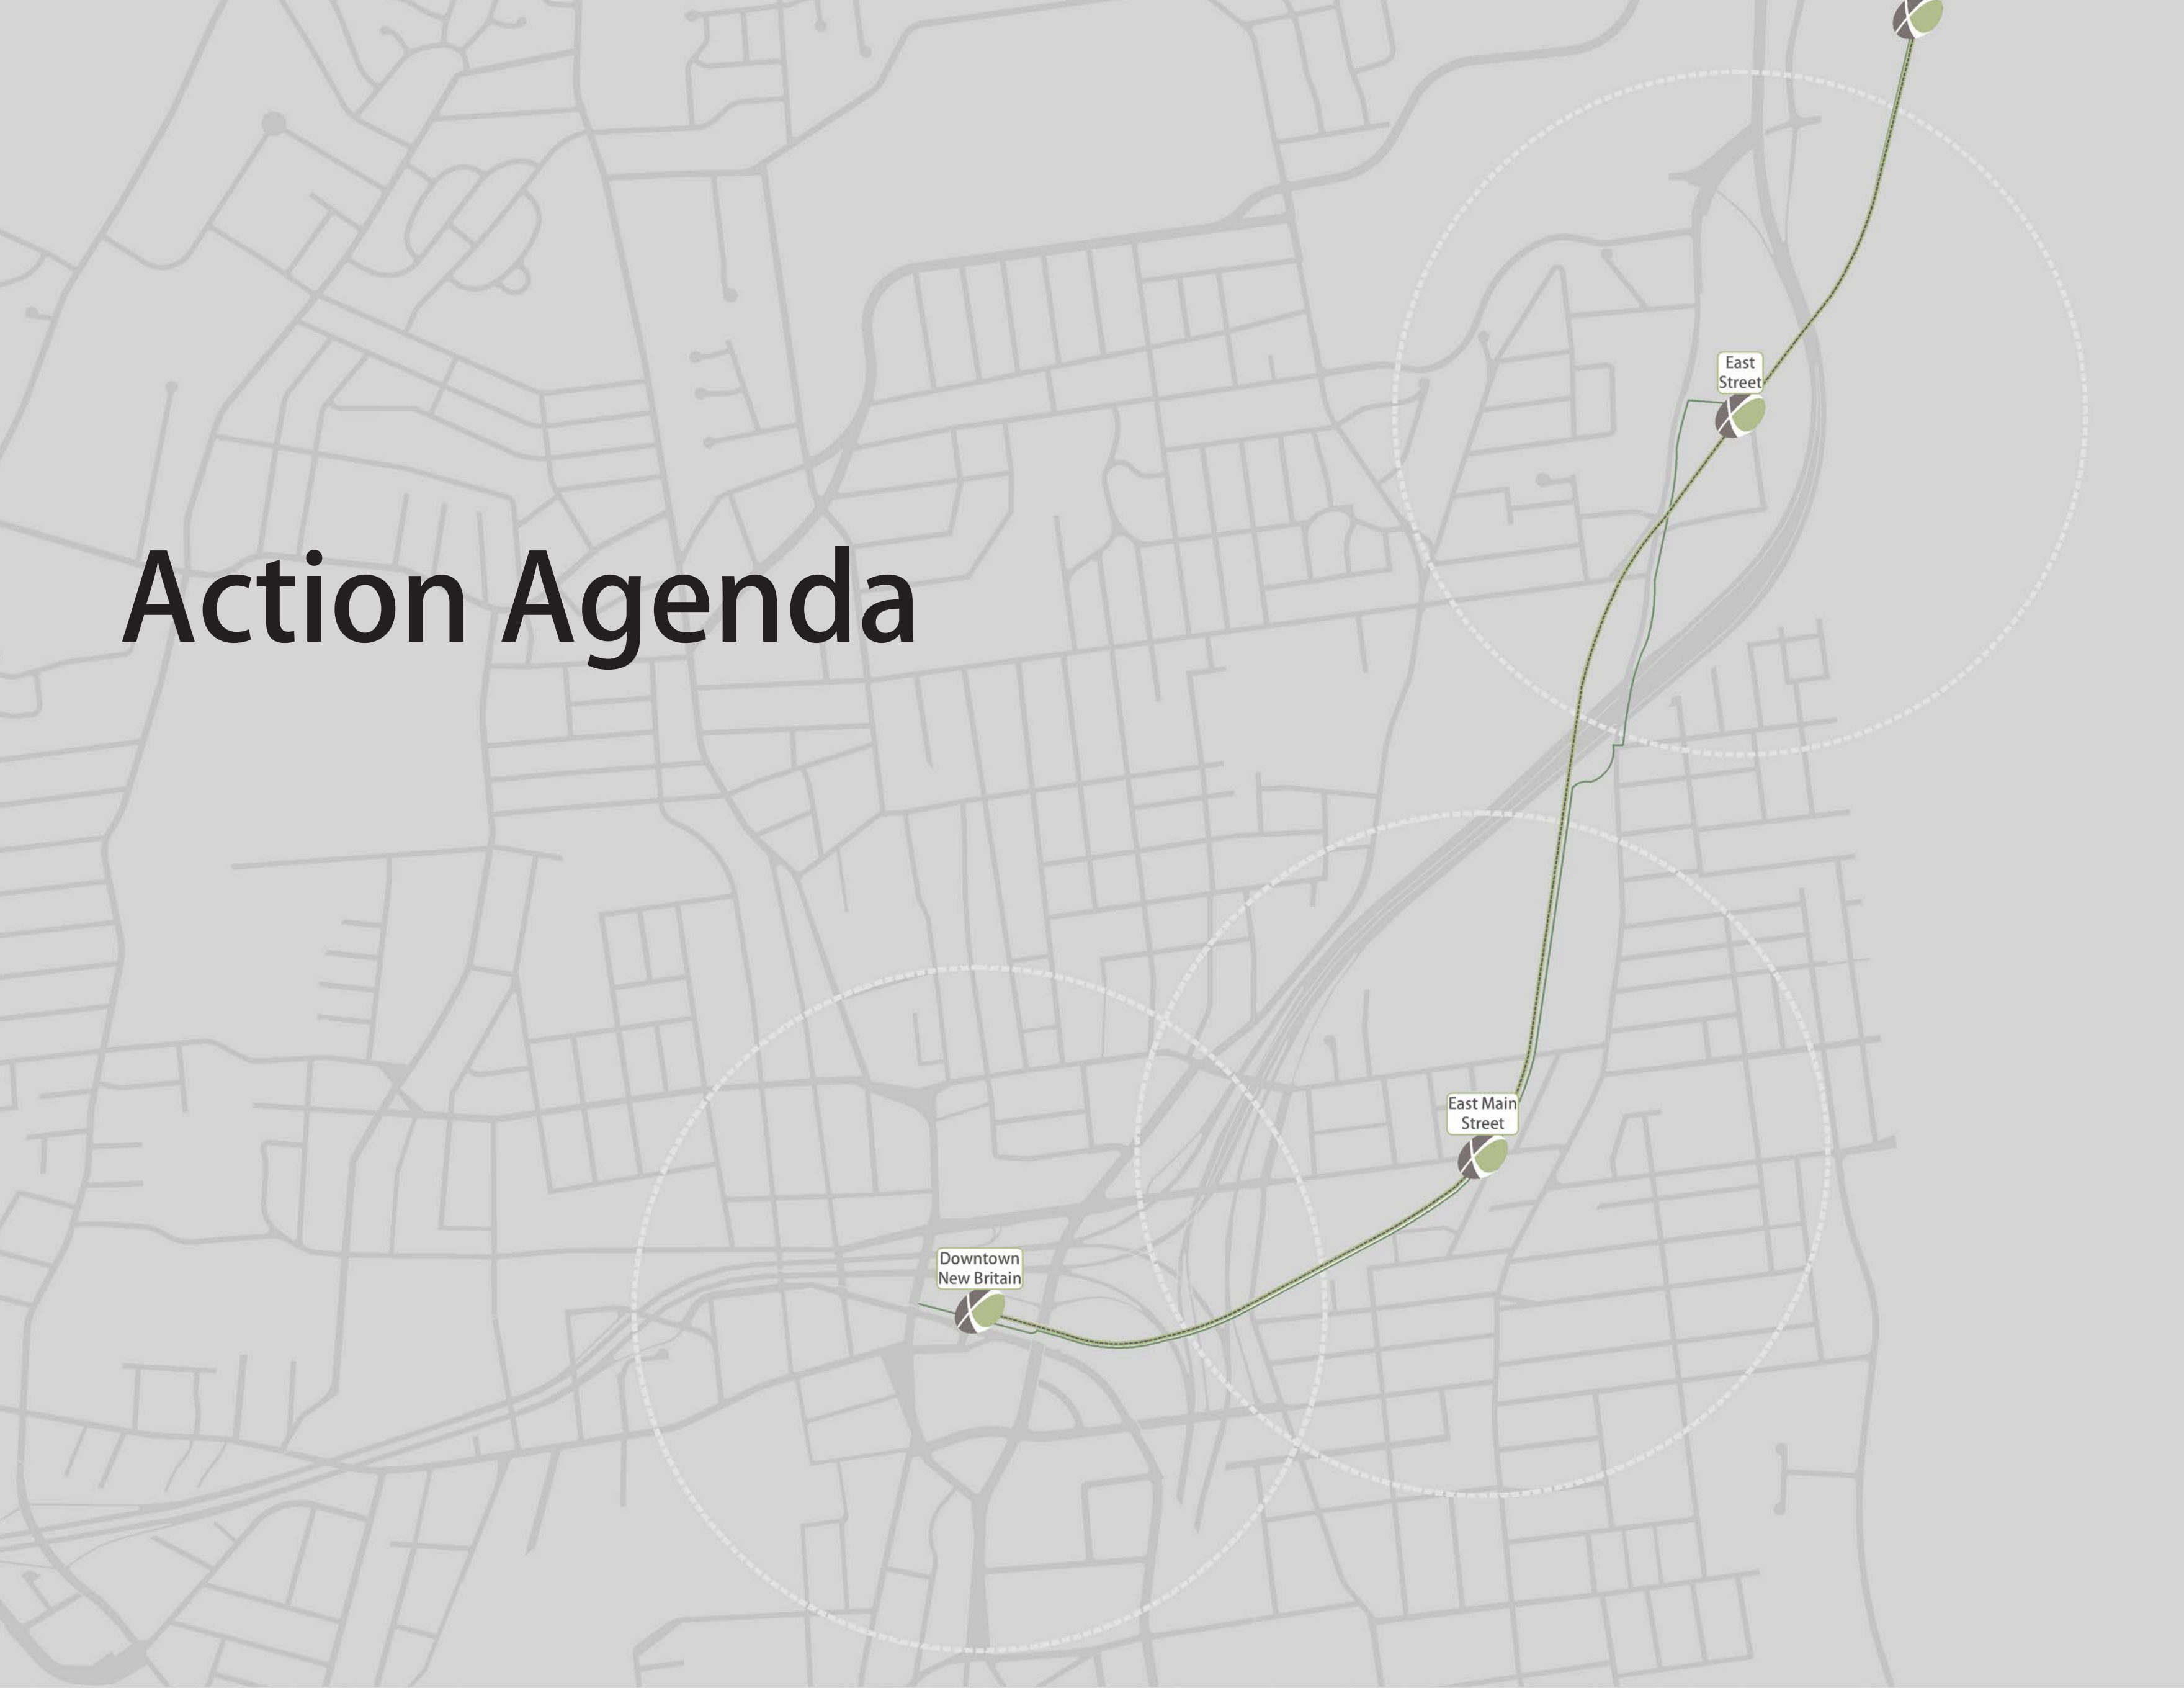 East
Street
Action Agenda
East Main
Street
Downtown
New Britain